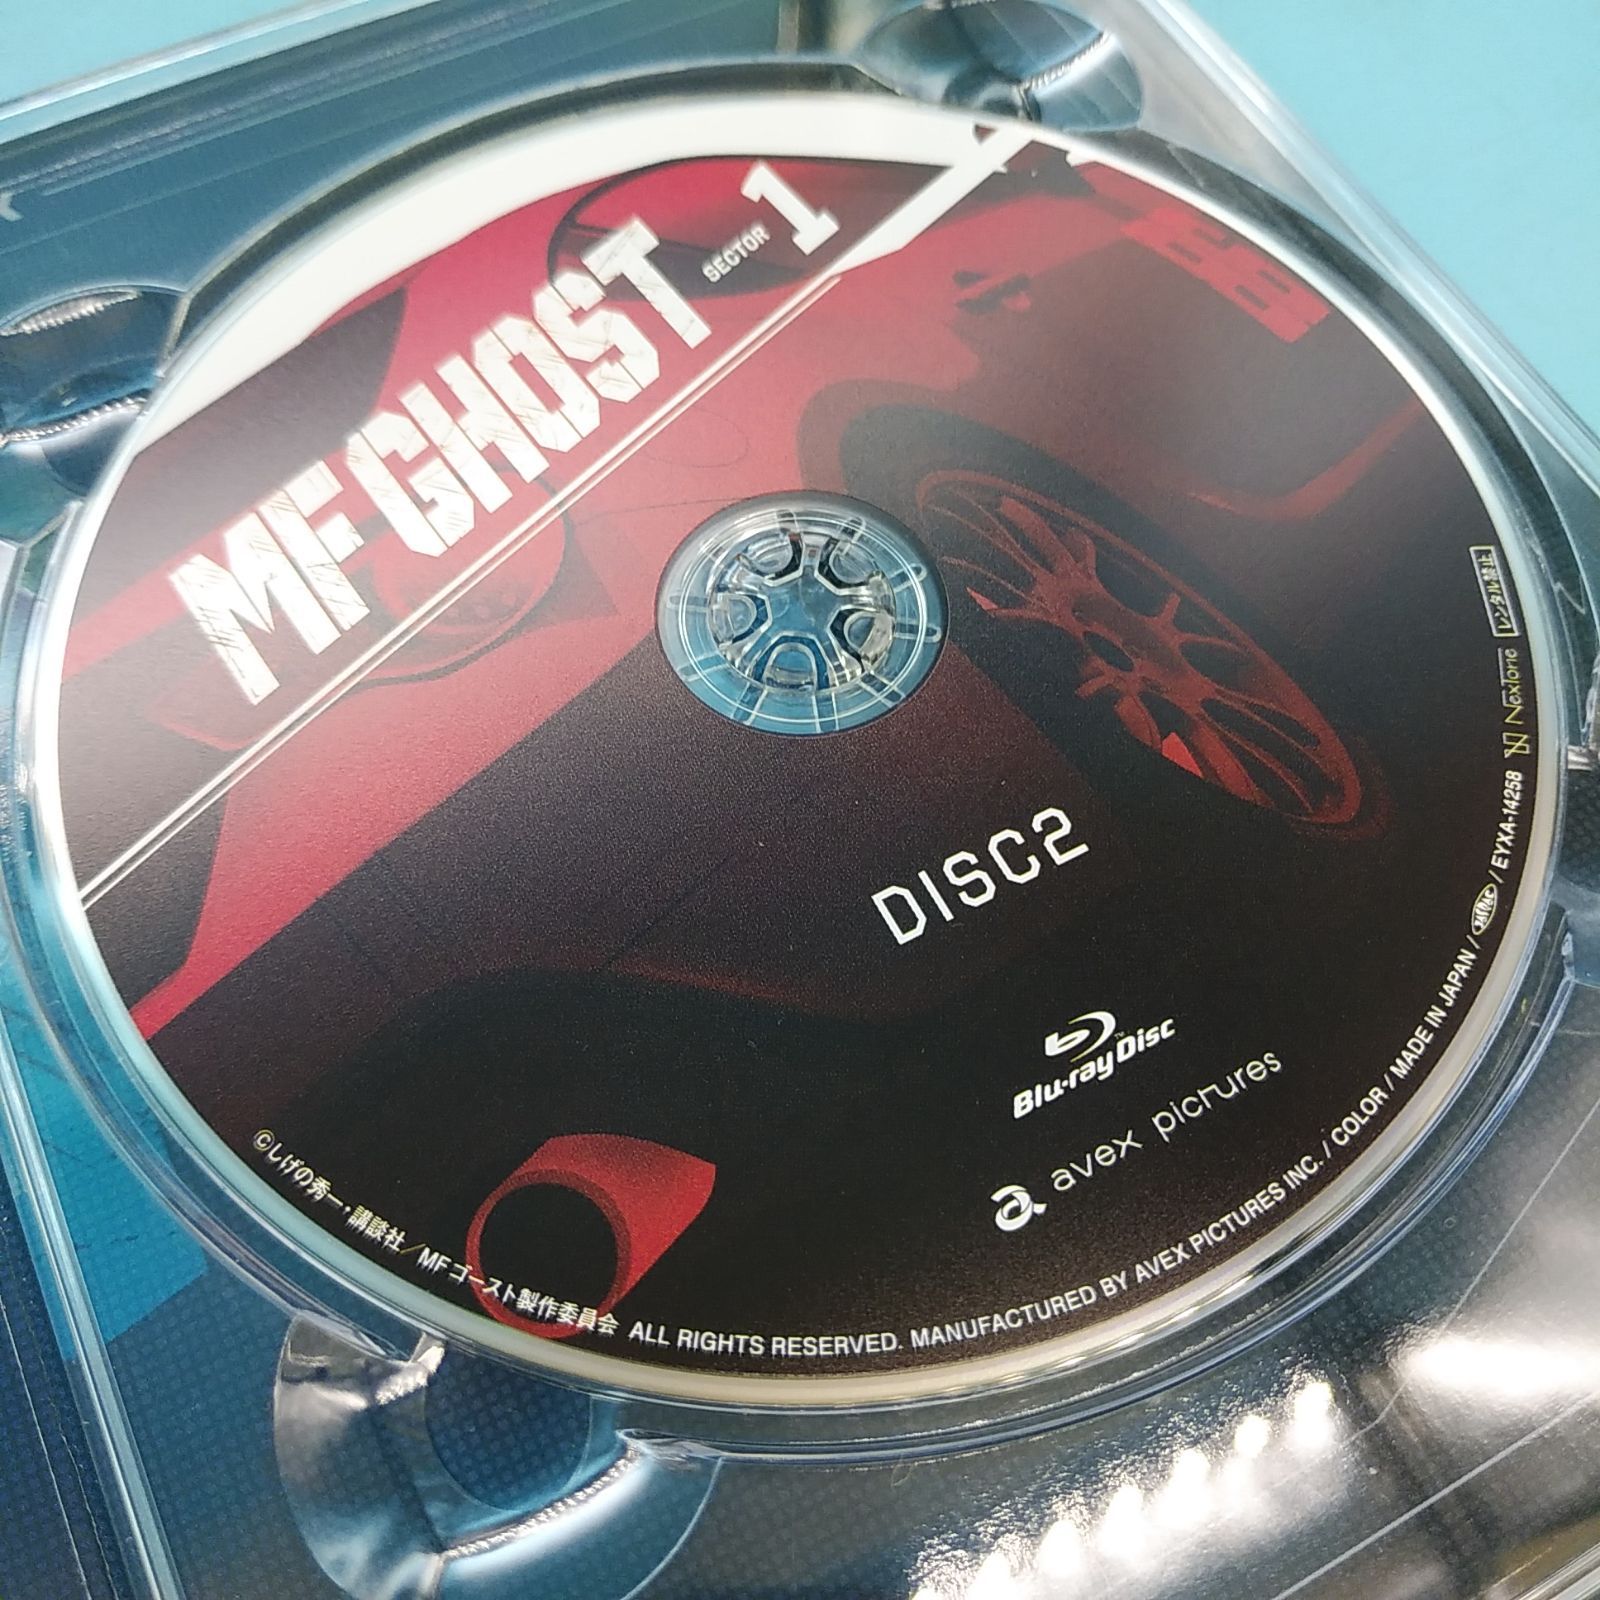 MF GHOST
SECTOR 1
DISC2
Blu-ray Disc™
avex pictures
©しげの秀一・講談社／MFゴースト製作委員会 ALL RIGHTS RESERVED. MANUFACTURED BY AVEX PICTURES INC. / COLOR / MADE IN JAPAN / JASRAC / EYXA-14258
NexTone
レンタル禁止